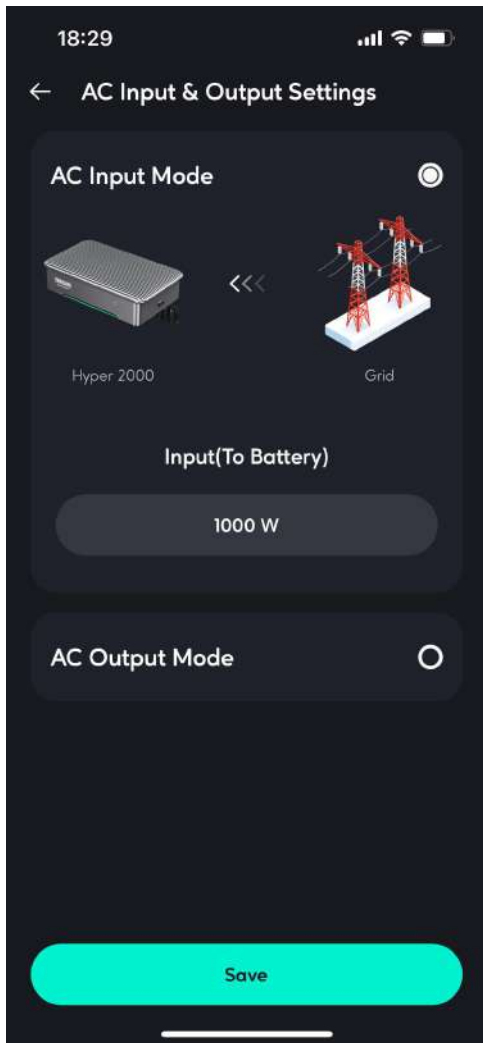 18:29
AC Input & Output Settings
AC Input Mode
Hyper 2000
Grid
Input(To Battery)
1000 W
AC Output Mode
Save